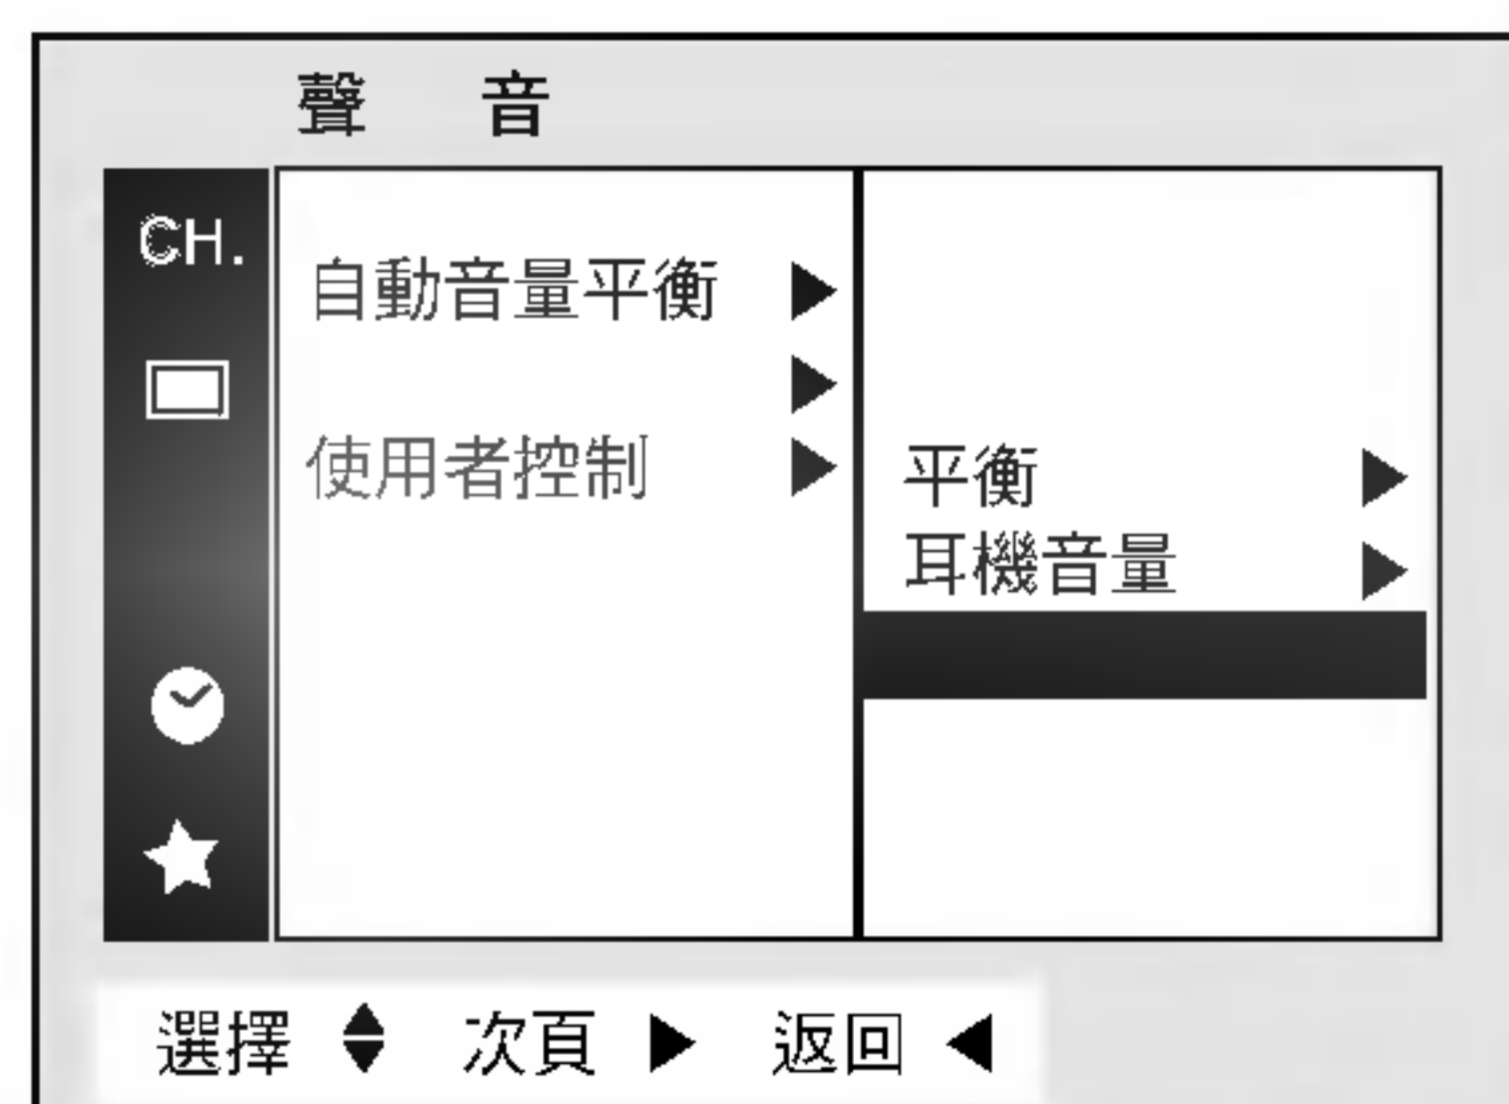 聲 音
CH.
自動音量平衡 ▶
▶
使用者控制 ▶
平衡 ▶
耳機音量 ▶
選擇 ▲▼ 次頁 ▶ 返回 ◀